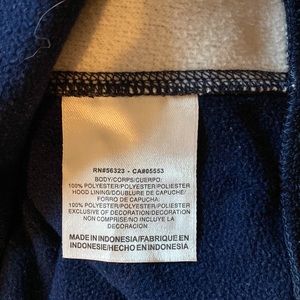 RN#56323 - CA#05553
BODY/CORPS/CUERPO:
100% POLYESTER/POLYESTER/POLIESTER
HOOD LINING/DOUBLURE DE CAPUCHE/
FORRO DE CAPUCHA:
100% POLYESTER/POLYESTER/POLIESTER
EXCLUSIVE OF DECORATION/DECORATION
NON COMPRISE/NO INCLUYE LA
DECORACION
MADE IN INDONESIA/FABRIQUE EN
INDONESIE/HECHO EN INDONESIA